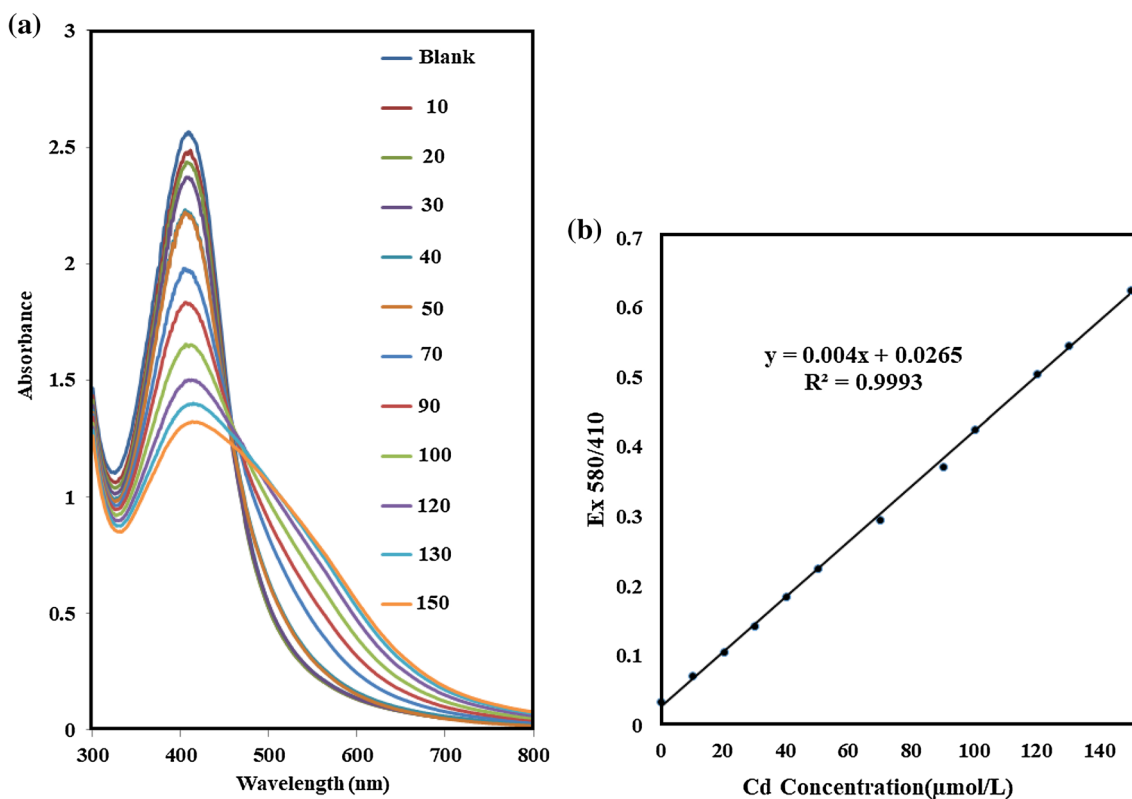 (a)
3
2.5
2
1.5
1
0.5
0
Absorbance
300 400 500 600 700 800
Wavelength (nm)
Blank
10
20
30
40
50
70
90
100
120
130
150
(b)
0.7
0.6
0.5
0.4
0.3
0.2
0.1
0
Ex 580/410
y = 0.004x + 0.0265
R² = 0.9993
0 20 40 60 80 100 120 140
Cd Concentration(µmol/L)